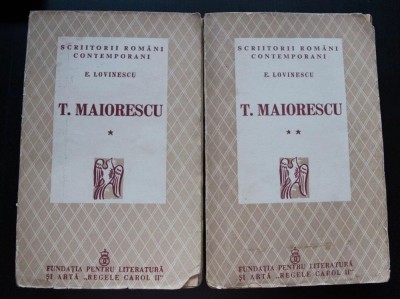 SCRIITORII ROMÂNI
CONTEMPORANI
E. LOVINESCU
T. MAIORESCU
*
FUNDAȚIA PENTRU LITERATURĂ
ȘI ARTĂ „REGELE CAROL II"
SCRIITORII ROMÂNI
CONTEMPORANI
E. LOVINESCU
T. MAIORESCU
* *
FUNDAȚIA PENTRU LITERATURĂ
ȘI ARTĂ „REGELE CAROL II"